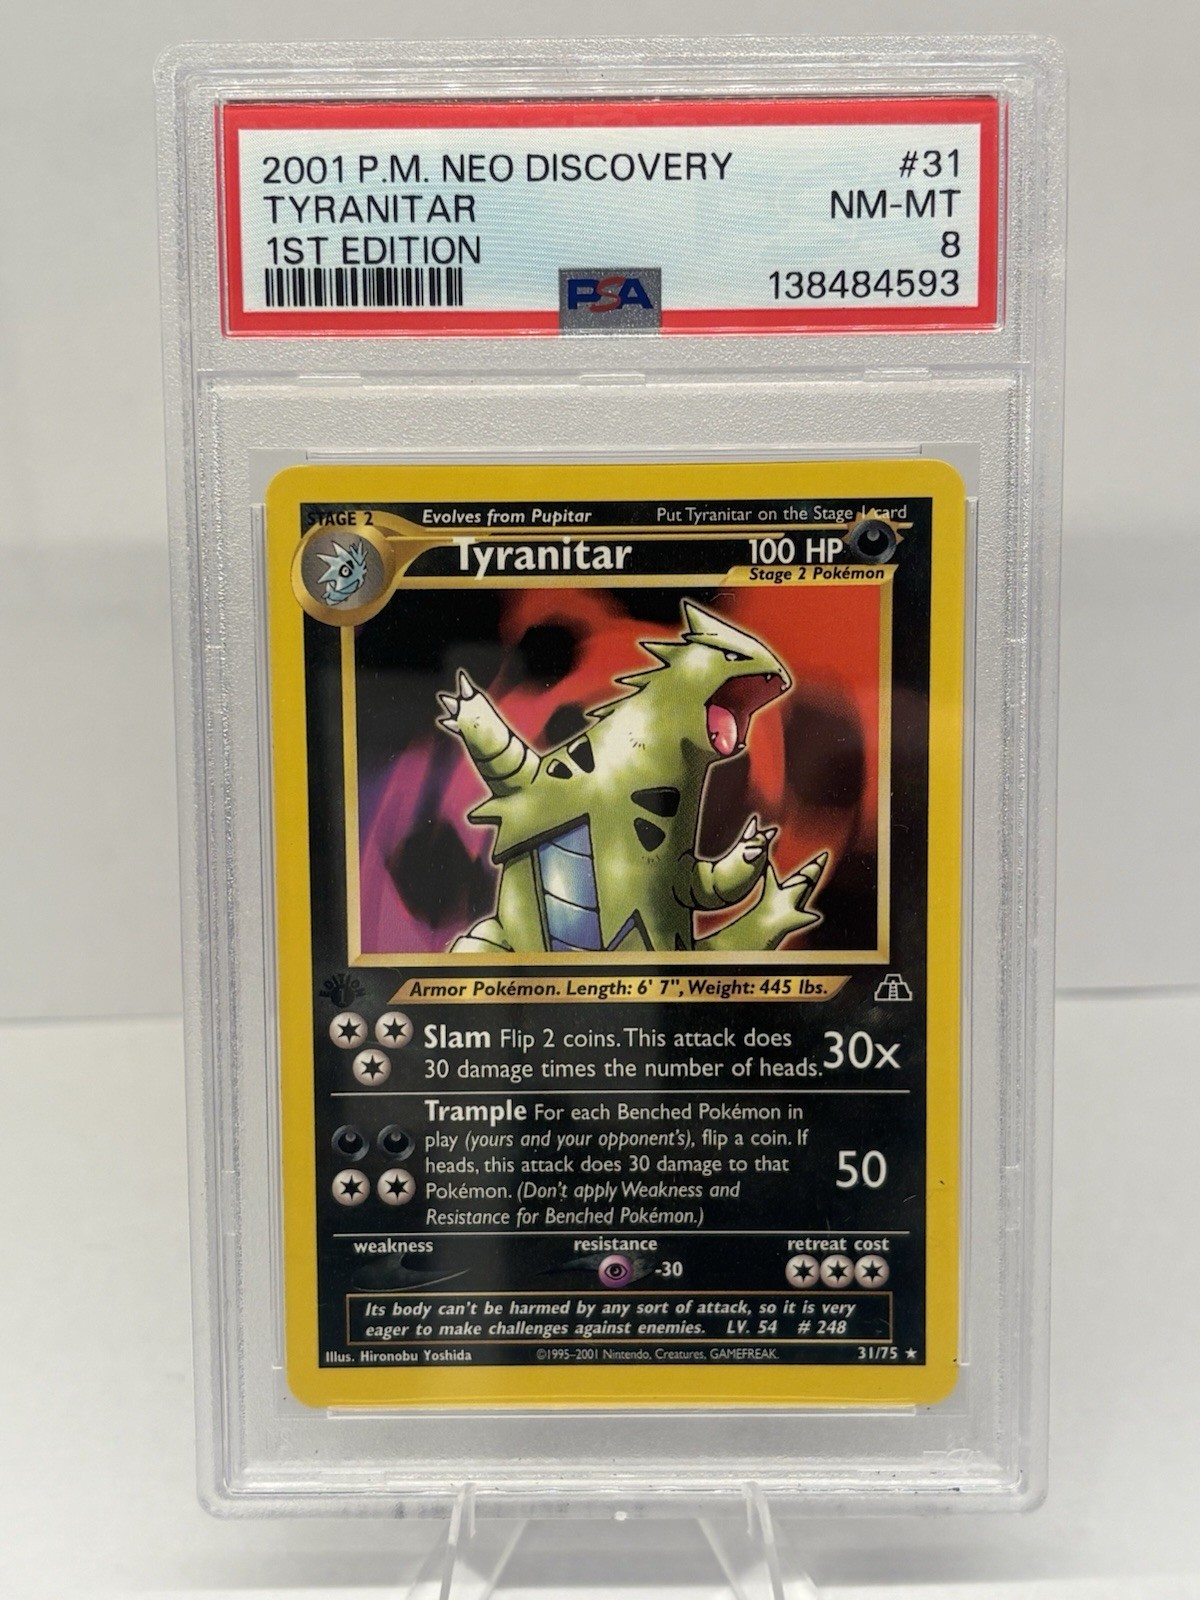 2001 P.M. NEO DISCOVERY #31
TYRANITAR NM-MT
1ST EDITION 8
PSA 138484593
STAGE 2 Evolves from Pupitar Put Tyranitar on the Stage 1 card
Tyranitar 100 HP
Stage 2 Pokémon
EDITION
1
Armor Pokémon. Length: 6' 7", Weight: 445 lbs.
Slam Flip 2 coins. This attack does
30 damage times the number of heads. 30x
Trample For each Benched Pokémon in
play (yours and your opponent's), flip a coin. If
heads, this attack does 30 damage to that 50
Pokémon. (Don't apply Weakness and
Resistance for Benched Pokémon.)
weakness resistance retreat cost
-30
Its body can't be harmed by any sort of attack, so it is very
eager to make challenges against enemies. LV. 54 # 248
Illus. Hironobu Yoshida ©1995-2001 Nintendo, Creatures, GAMEFREAK. 31/75 ★